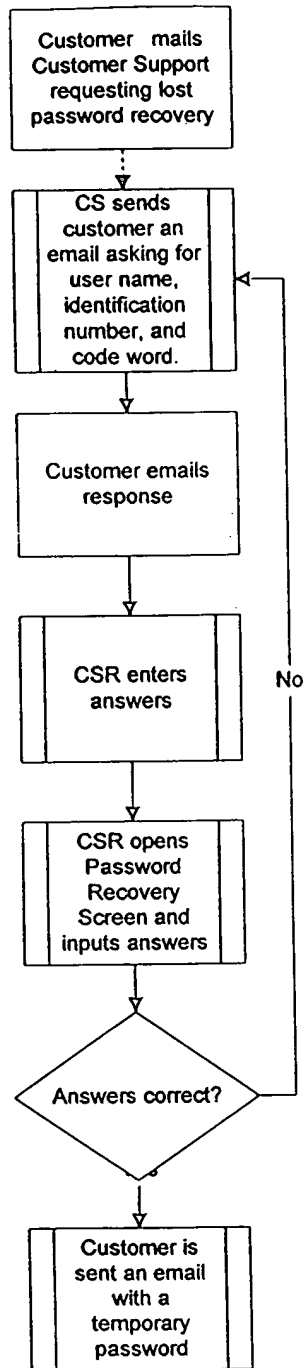 Customer mails
Customer Support
requesting lost
password recovery
CS sends
customer an
email asking for
user name,
identification
number, and
code word.
Customer emails
response
CSR enters
answers
No
CSR opens
Password
Recovery
Screen and
inputs answers
Answers correct?
Customer is
sent an email
with a
temporary
password